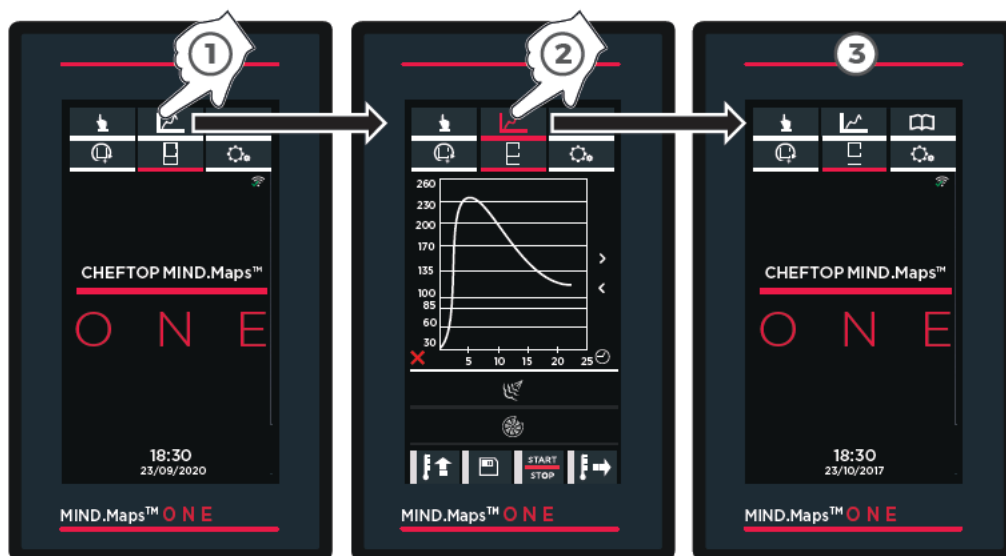 1
CHEFTOP MIND.Maps™
O N E
18:30
23/09/2020
MIND.Maps™ O N E
2
260
230
200
170
135
100
85
60
30
5 10 15 20 25
START
STOP
MIND.Maps™ O N E
3
CHEFTOP MIND.Maps™
O N E
18:30
23/10/2017
MIND.Maps™ O N E